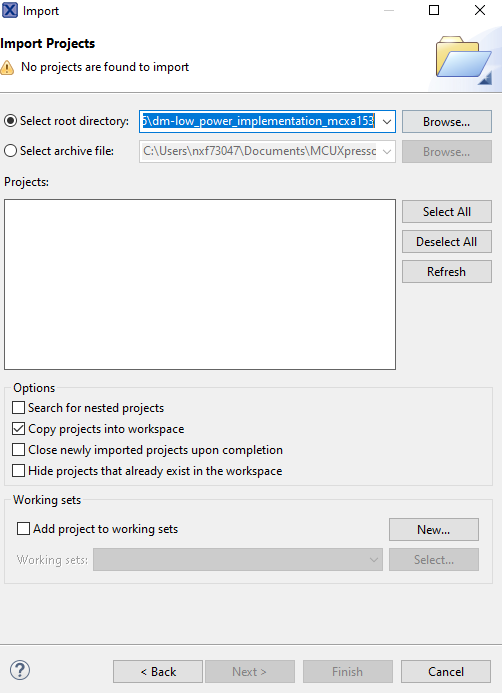 Import
Import Projects
No projects are found to import
Select root directory:
\dm-low_power_implementation_mcxa153
Browse...
Select archive file:
C:\Users\nxf73047\Documents\MCUXpresso
Browse...
Projects:
Select All
Deselect All
Refresh
Options
Search for nested projects
Copy projects into workspace
Close newly imported projects upon completion
Hide projects that already exist in the workspace
Working sets
Add project to working sets
New...
Working sets:
Select...
< Back
Next >
Finish
Cancel